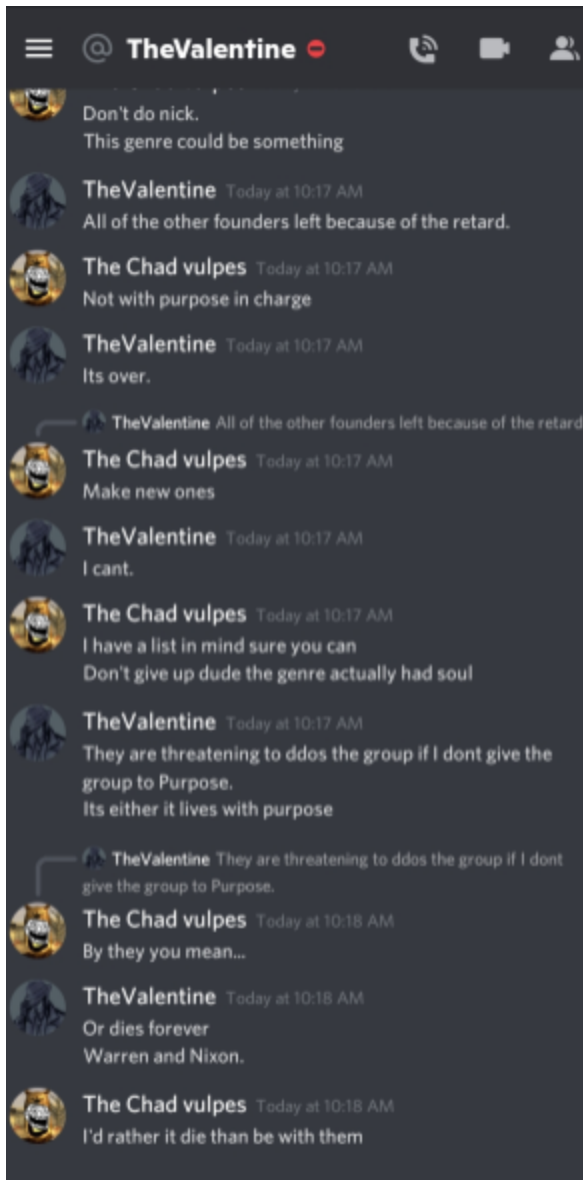 @ TheValentine
Don't do nick.
This genre could be something
TheValentine Today at 10:17 AM
All of the other founders left because of the retard.
The Chad vulpes Today at 10:17 AM
Not with purpose in charge
TheValentine Today at 10:17 AM
Its over.
TheValentine All of the other founders left because of the retard
The Chad vulpes Today at 10:17 AM
Make new ones
TheValentine Today at 10:17 AM
I cant.
The Chad vulpes Today at 10:17 AM
I have a list in mind sure you can
Don't give up dude the genre actually had soul
TheValentine Today at 10:17 AM
They are threatening to ddos the group if I dont give the
group to Purpose.
Its either it lives with purpose
TheValentine They are threatening to ddos the group if I dont
give the group to Purpose.
The Chad vulpes Today at 10:18 AM
By they you mean...
TheValentine Today at 10:18 AM
Or dies forever
Warren and Nixon.
The Chad vulpes Today at 10:18 AM
I'd rather it die than be with them